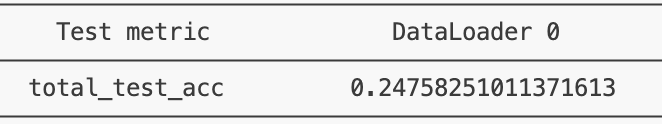 Test metric DataLoader 0
total_test_acc 0.24758251011371613